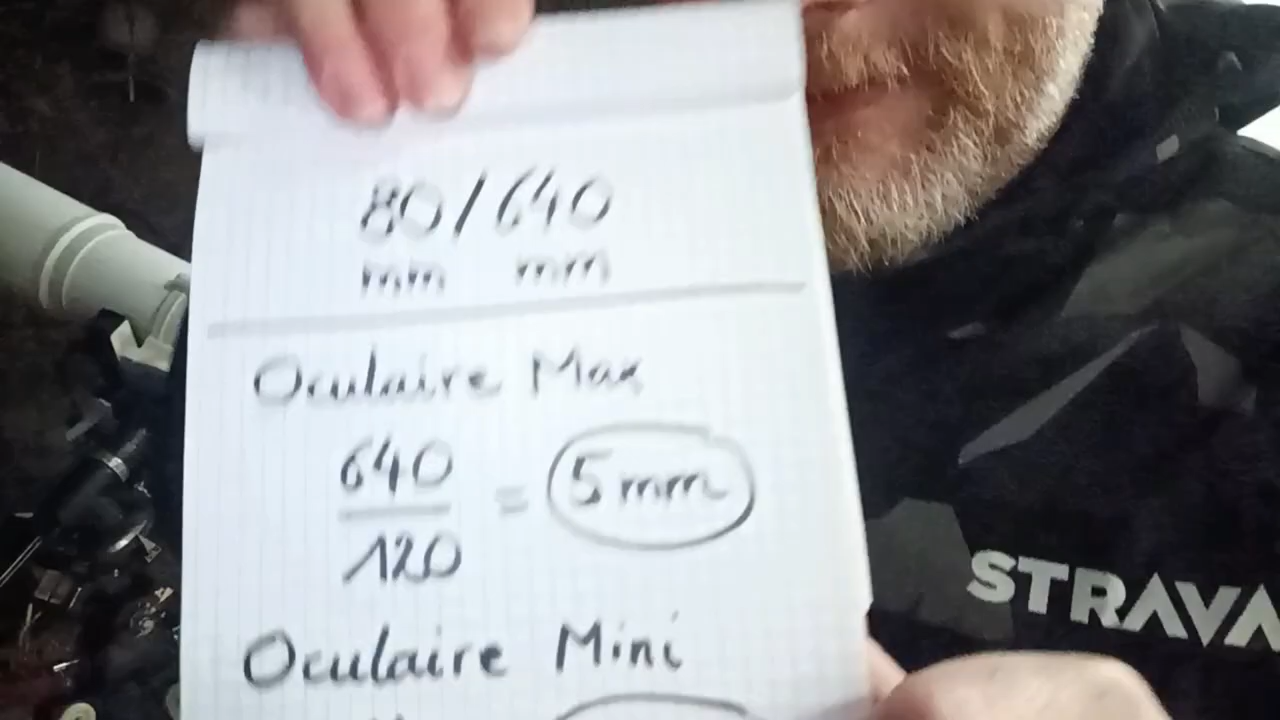 80/640
mm mm
Oculaire Max
640
120
= 5mm
Oculaire Mini
STRAVA